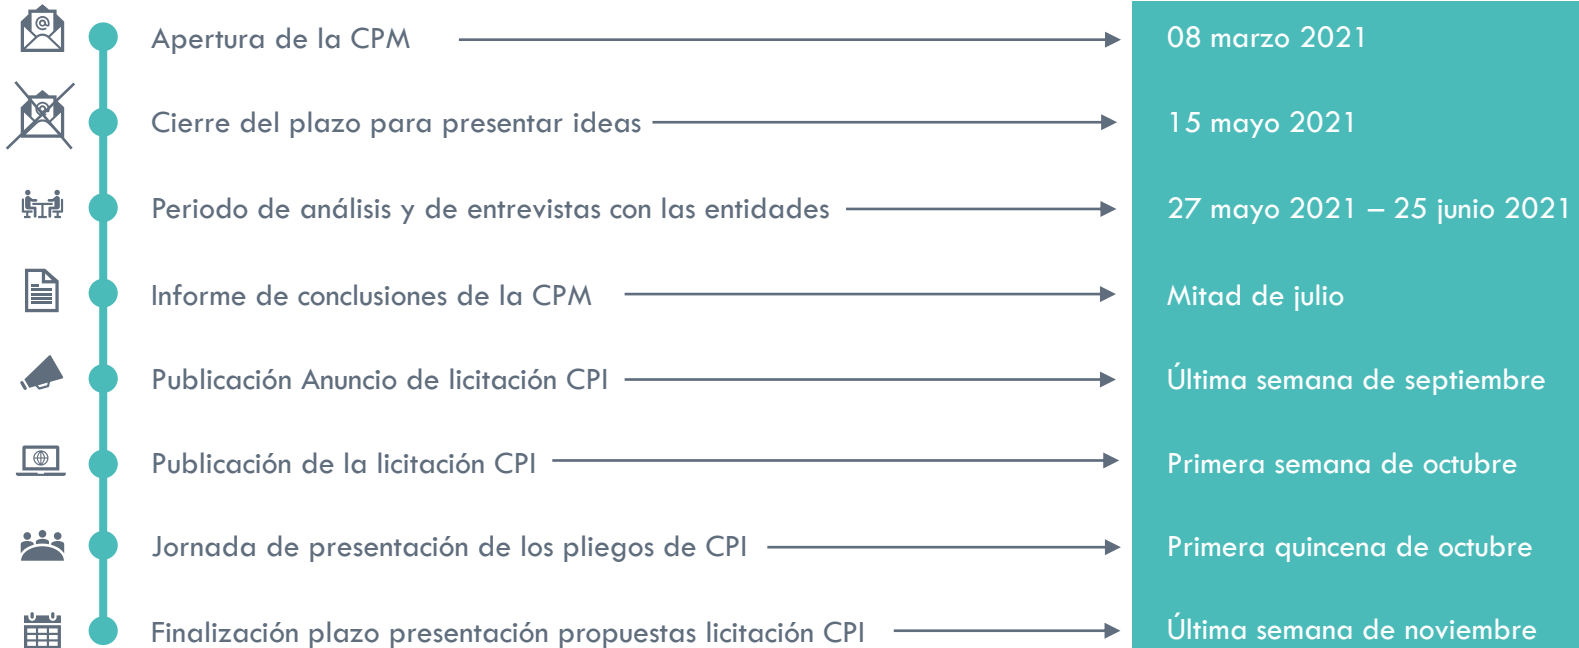 Apertura de la CPM 08 marzo 2021
Cierre del plazo para presentar ideas 15 mayo 2021
Periodo de análisis y de entrevistas con las entidades 27 mayo 2021 – 25 junio 2021
Informe de conclusiones de la CPM Mitad de julio
Publicación Anuncio de licitación CPI Última semana de septiembre
Publicación de la licitación CPI Primera semana de octubre
Jornada de presentación de los pliegos de CPI Primera quincena de octubre
Finalización plazo presentación propuestas licitación CPI Última semana de noviembre